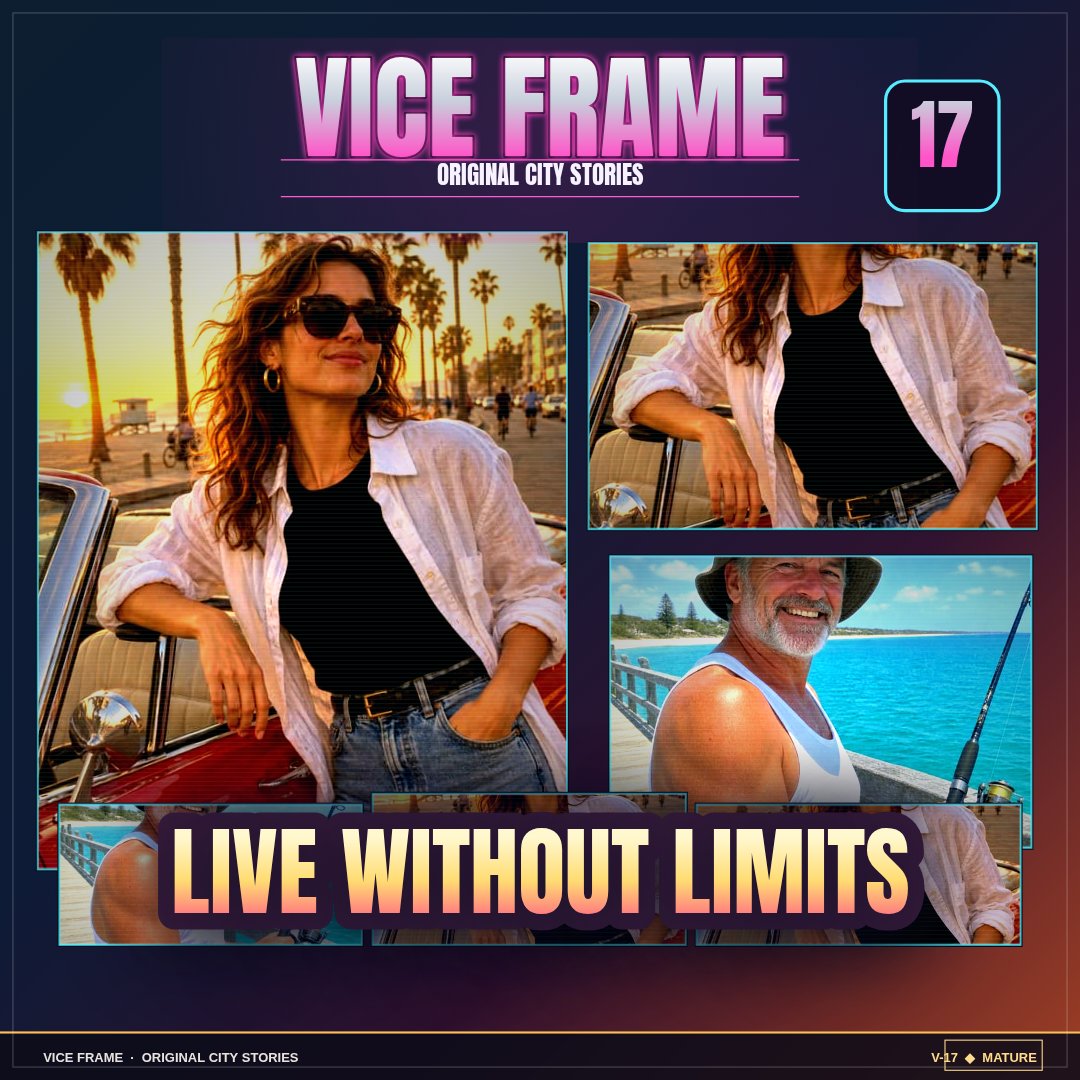 VICE FRAME
ORIGINAL CITY STORIES
17
LIVE WITHOUT LIMITS
VICE FRAME · ORIGINAL CITY STORIES
V-17 ◆ MATURE